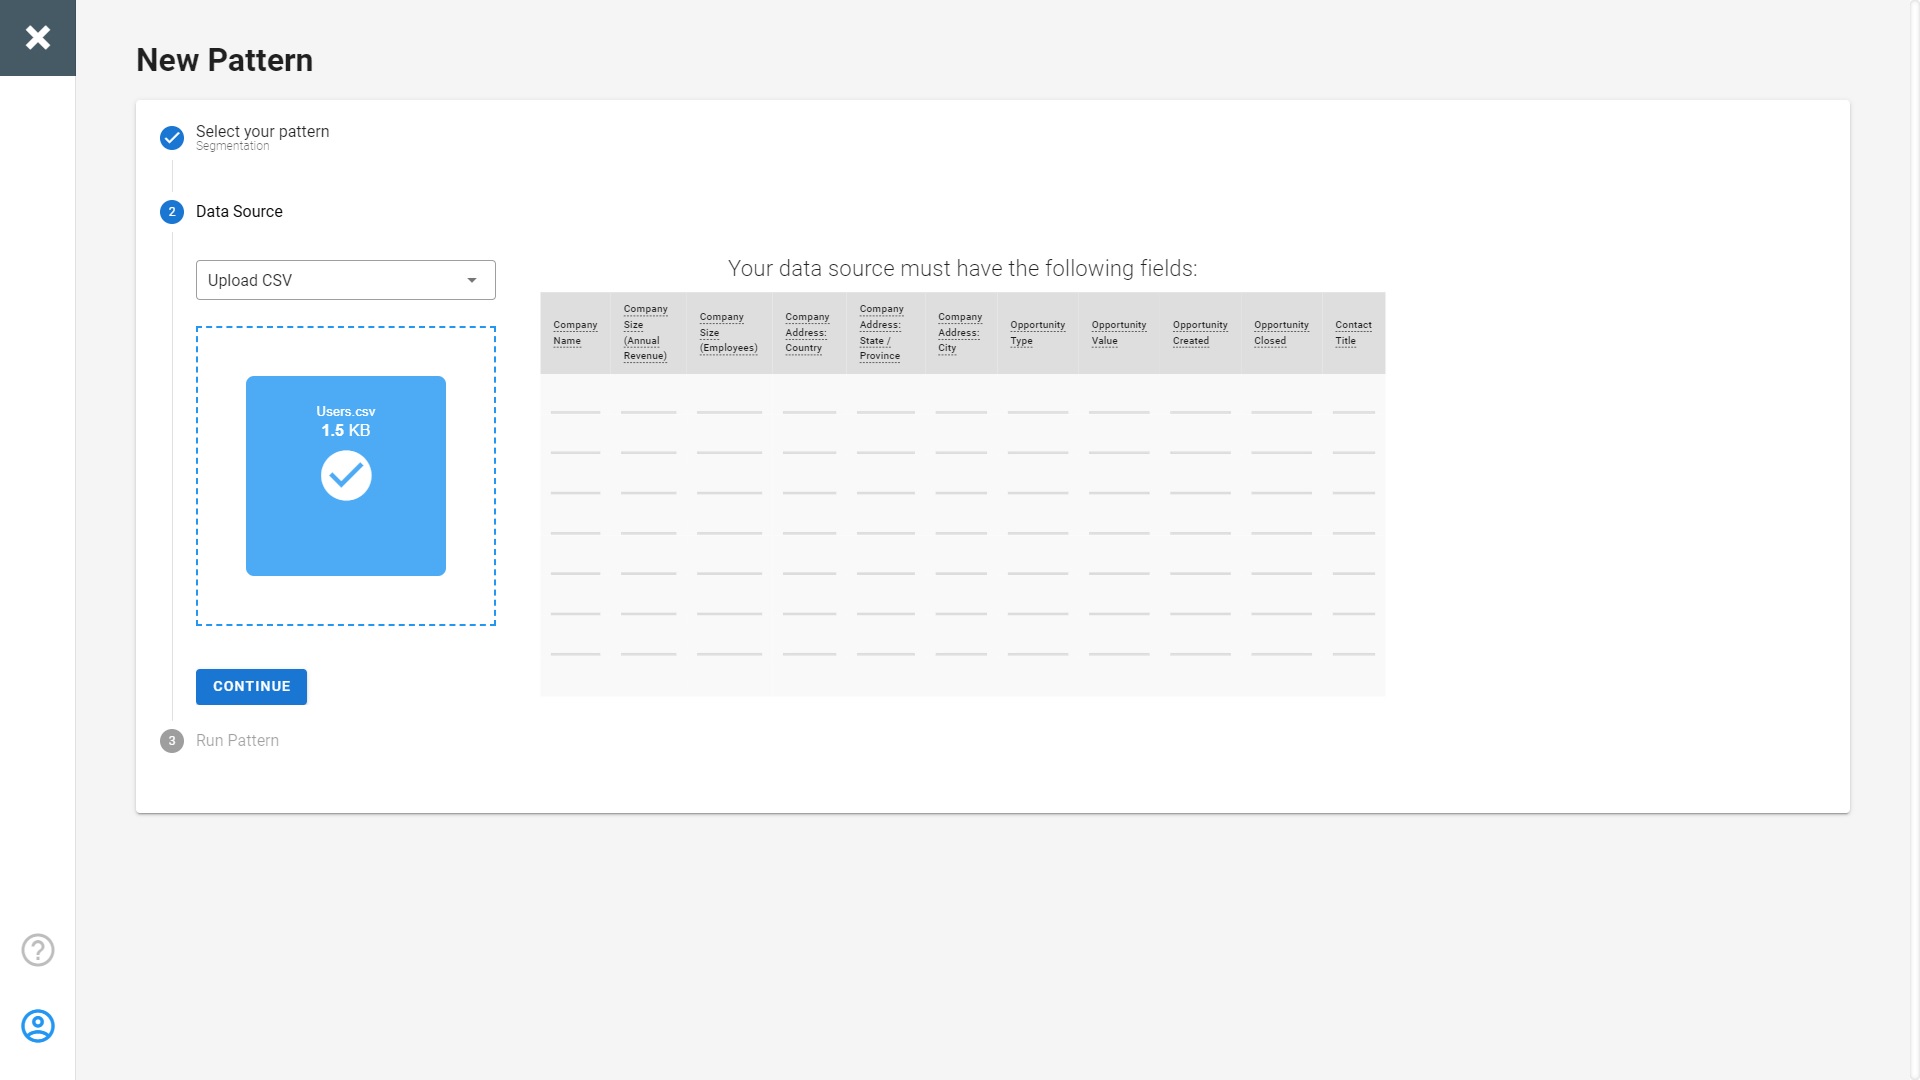 New Pattern
Select your pattern
Segmentation
2
Data Source
Upload CSV
Users.csv
1.5 KB
CONTINUE
Your data source must have the following fields:
Company
Name
Company
Size
(Annual
Revenue)
Company
Size
(Employees)
Company
Address:
Country
Company
Address:
State /
Province
Company
Address:
City
Opportunity
Type
Opportunity
Value
Opportunity
Created
Opportunity
Closed
Contact
Title
3
Run Pattern